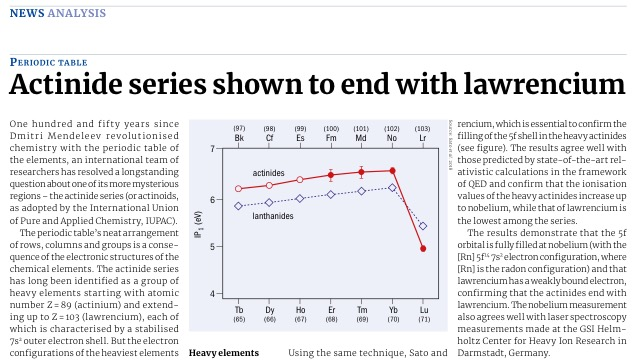 NEWS ANALYSIS
PERIODIC TABLE
Actinide series shown to end with lawrencium
One hundred and fifty years since
Dmitri Mendeleev revolutionised
chemistry with the periodic table of
the elements, an international team of
researchers has resolved a longstanding
question about one of its more mysterious
regions – the actinide series (or actinoids,
as adopted by the International Union
of Pure and Applied Chemistry, IUPAC).
The periodic table's neat arrangement
of rows, columns and groups is a conse-
quence of the electronic structures of the
chemical elements. The actinide series
has long been identified as a group of
heavy elements starting with atomic
number Z = 89 (actinium) and extend-
ing up to Z = 103 (lawrencium), each of
which is characterised by a stabilised
7s² outer electron shell. But the electron
configurations of the heaviest elements
(97) (98) (99) (100) (101) (102) (103)
Bk Cf Es Fm Md No Lr
7
6
5
4
IP₁ (eV)
actinides
lanthanides
Tb Dy Ho Er Tm Yb Lu
(65) (66) (67) (68) (69) (70) (71)
Heavy elements
Using the same technique, Sato and
rencium, which is essential to confirm the
filling of the 5f shell in the heavy actinides
(see figure). The results agree well with
those predicted by state-of-the-art rel-
ativistic calculations in the framework
of QED and confirm that the ionisation
values of the heavy actinides increase up
to nobelium, while that of lawrencium is
the lowest among the series.
The results demonstrate that the 5f
orbital is fully filled at nobelium (with the
[Rn] 5f¹⁴ 7s² electron configuration, where
[Rn] is the radon configuration) and that
lawrencium has a weakly bound electron,
confirming that the actinides end with
lawrencium. The nobelium measurement
also agrees well with laser spectroscopy
measurements made at the GSI Helm-
holtz Center for Heavy Ion Research in
Darmstadt, Germany.